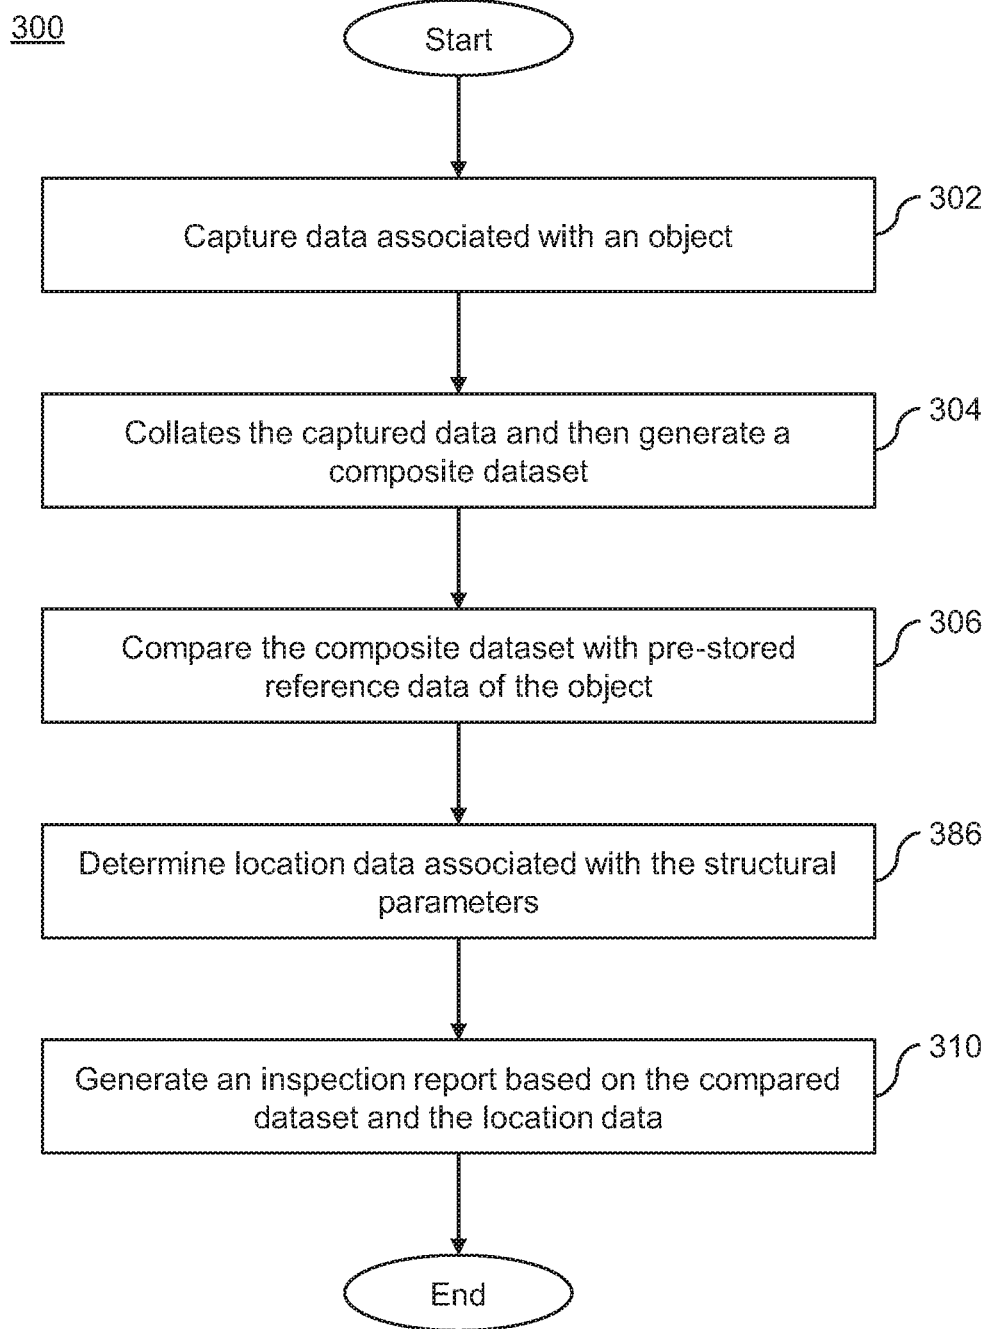 300
Start
Capture data associated with an object
302
Collates the captured data and then generate a
composite dataset
304
Compare the composite dataset with pre-stored
reference data of the object
306
Determine location data associated with the structural
parameters
386
Generate an inspection report based on the compared
dataset and the location data
310
End